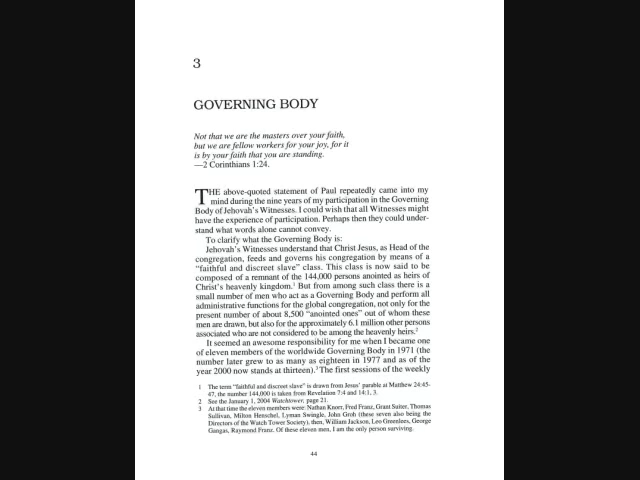 3
GOVERNING BODY
Not that we are the masters over your faith,
but we are fellow workers for your joy, for it
is by your faith that you are standing.
—2 Corinthians 1:24.
THE above-quoted statement of Paul repeatedly came into my
mind during the nine years of my participation in the Governing
Body of Jehovah's Witnesses. I could wish that all Witnesses might
have the experience of participation. Perhaps then they could under-
stand what words alone cannot convey.
To clarify what the Governing Body is:
Jehovah's Witnesses understand that Christ Jesus, as Head of the
congregation, feeds and governs his congregation by means of a
“faithful and discreet slave” class. This class is now said to be
composed of a remnant of the 144,000 persons anointed as heirs of
Christ's heavenly kingdom.1 But from among such class there is a
small number of men who act as a Governing Body and perform all
administrative functions for the global congregation, not only for the
present number of about 8,500 “anointed ones” out of whom these
men are drawn, but also for the approximately 6.1 million other persons
associated who are not considered to be among the heavenly heirs.2
It seemed an awesome responsibility for me when I became one
of eleven members of the worldwide Governing Body in 1971 (the
number later grew to as many as eighteen in 1977 and as of the
year 2000 now stands at thirteen).3 The first sessions of the weekly
1 The term “faithful and discreet slave” is drawn from Jesus' parable at Matthew 24:45-
47, the number 144,000 is taken from Revelation 7:4 and 14:1, 3.
2 See the January 1, 2004 Watchtower, page 21.
3 At that time the eleven members were: Nathan Knorr, Fred Franz, Grant Suiter, Thomas
Sullivan, Milton Henschel, Lyman Swingle, John Groh (these seven also being the
Directors of the Watch Tower Society), then, William Jackson, Leo Greenlees, George
Gangas, Raymond Franz. Of these eleven men, I am the only person surviving.
44